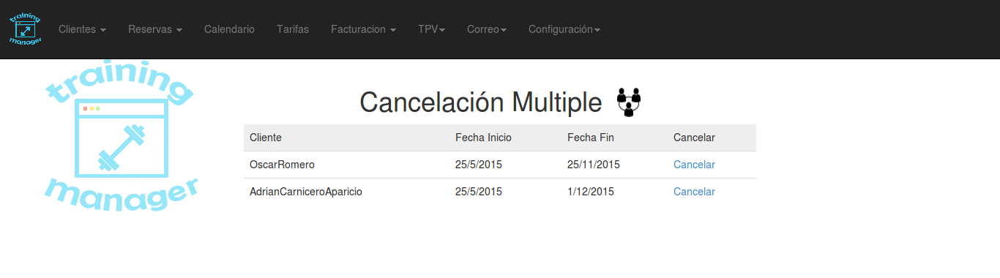 training
manager
Clientes Reservas Calendario Tarifas Facturacion TPV Correo Configuración
training
manager
Cancelación Multiple
Cliente Fecha Inicio Fecha Fin Cancelar
OscarRomero 25/5/2015 25/11/2015 Cancelar
AdrianCarniceroAparicio 25/5/2015 1/12/2015 Cancelar